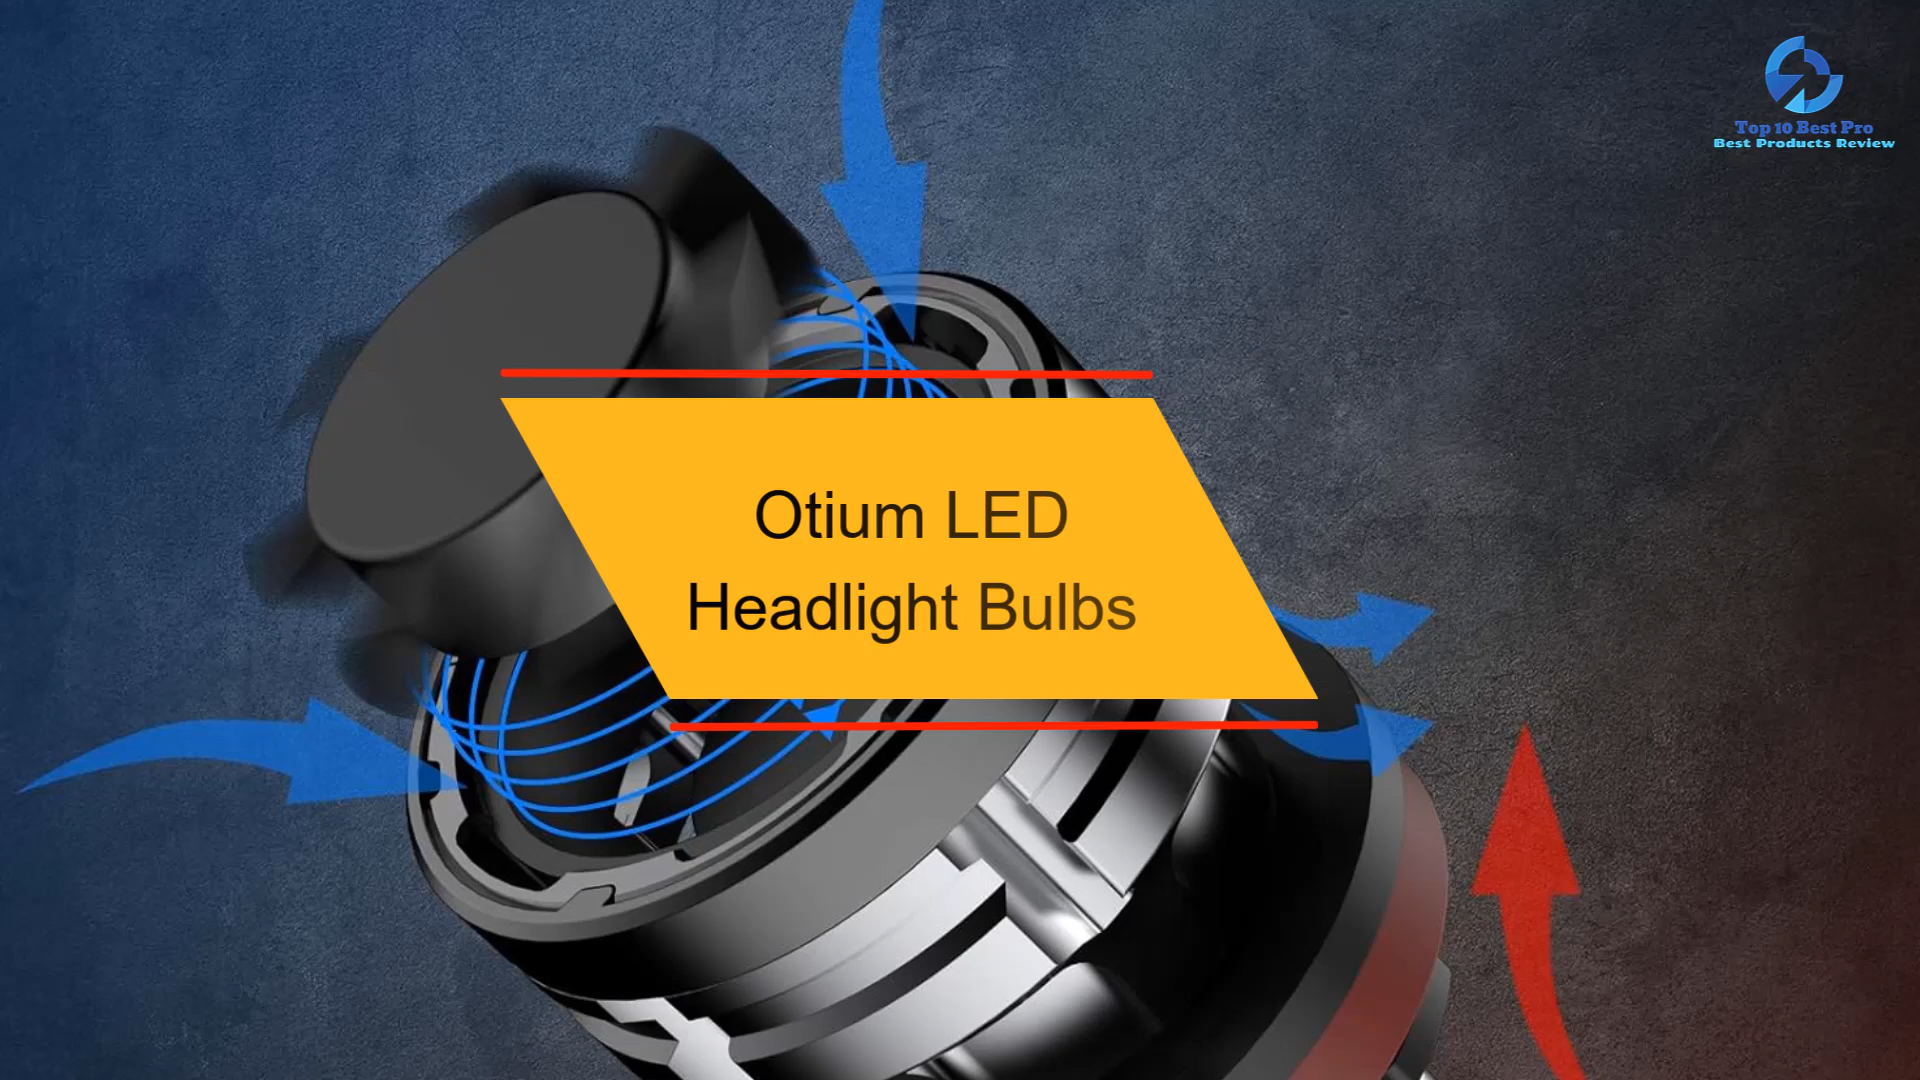 Top 10 Best Pro
Best Products Review
Otium LED
Headlight Bulbs